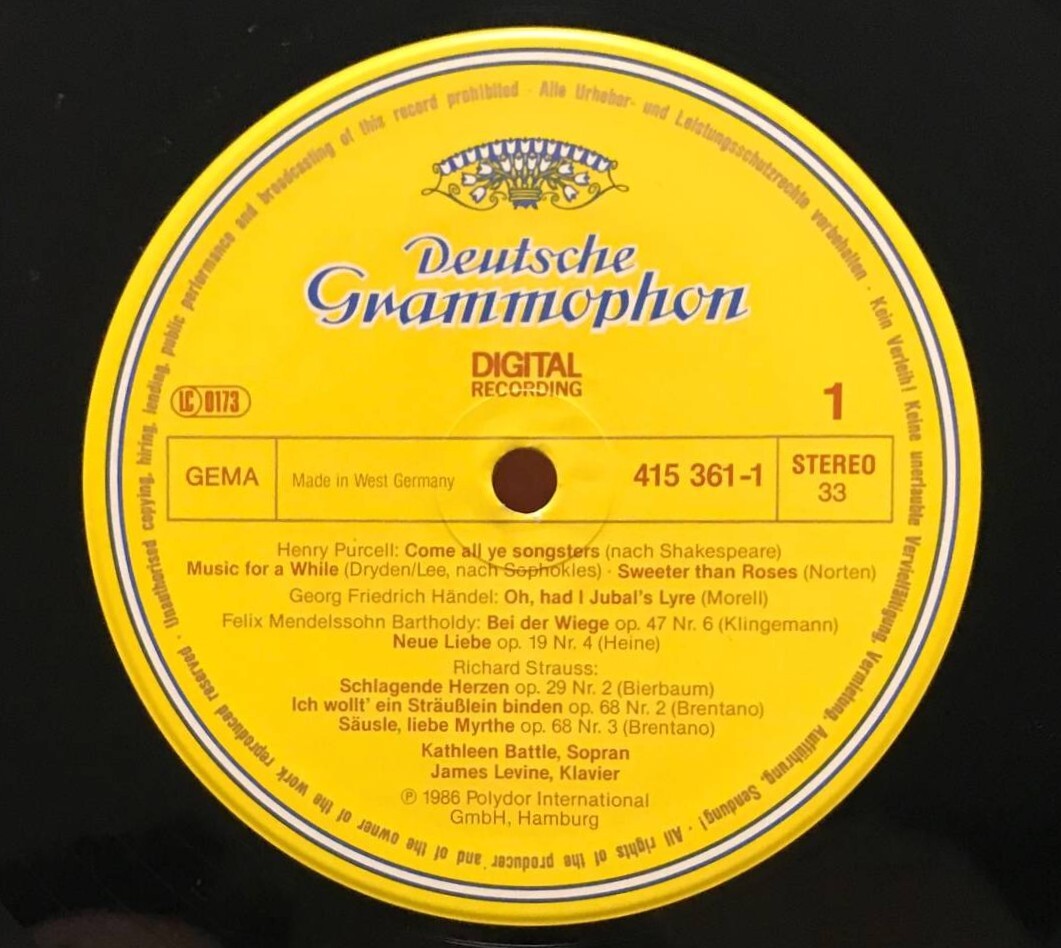 Unauthorised copying, hiring, lending, public performance and broadcasting of this record prohibited · Alle Urheber- und Leistungsschutzrechte vorbehalten · Kein Verleih! Keine unerlaubte Vervielfältigung, Vermietung, Aufführung, Sendung! · All rights of the producer and of the owner of the work reproduced reserved ·
Deutsche
Grammophon
DIGITAL
RECORDING
LC 0173
1
GEMA
Made in West Germany
415 361-1
STEREO
33
Henry Purcell: Come all ye songsters (nach Shakespeare)
Music for a While (Dryden/Lee, nach Sophokles) · Sweeter than Roses (Norten)
Georg Friedrich Händel: Oh, had I Jubal's Lyre (Morell)
Felix Mendelssohn Bartholdy: Bei der Wiege op. 47 Nr. 6 (Klingemann)
Neue Liebe op. 19 Nr. 4 (Heine)
Richard Strauss:
Schlagende Herzen op. 29 Nr. 2 (Bierbaum)
Ich wollt' ein Sträußlein binden op. 68 Nr. 2 (Brentano)
Säusle, liebe Myrthe op. 68 Nr. 3 (Brentano)
Kathleen Battle, Sopran
James Levine, Klavier
℗ 1986 Polydor International
GmbH, Hamburg